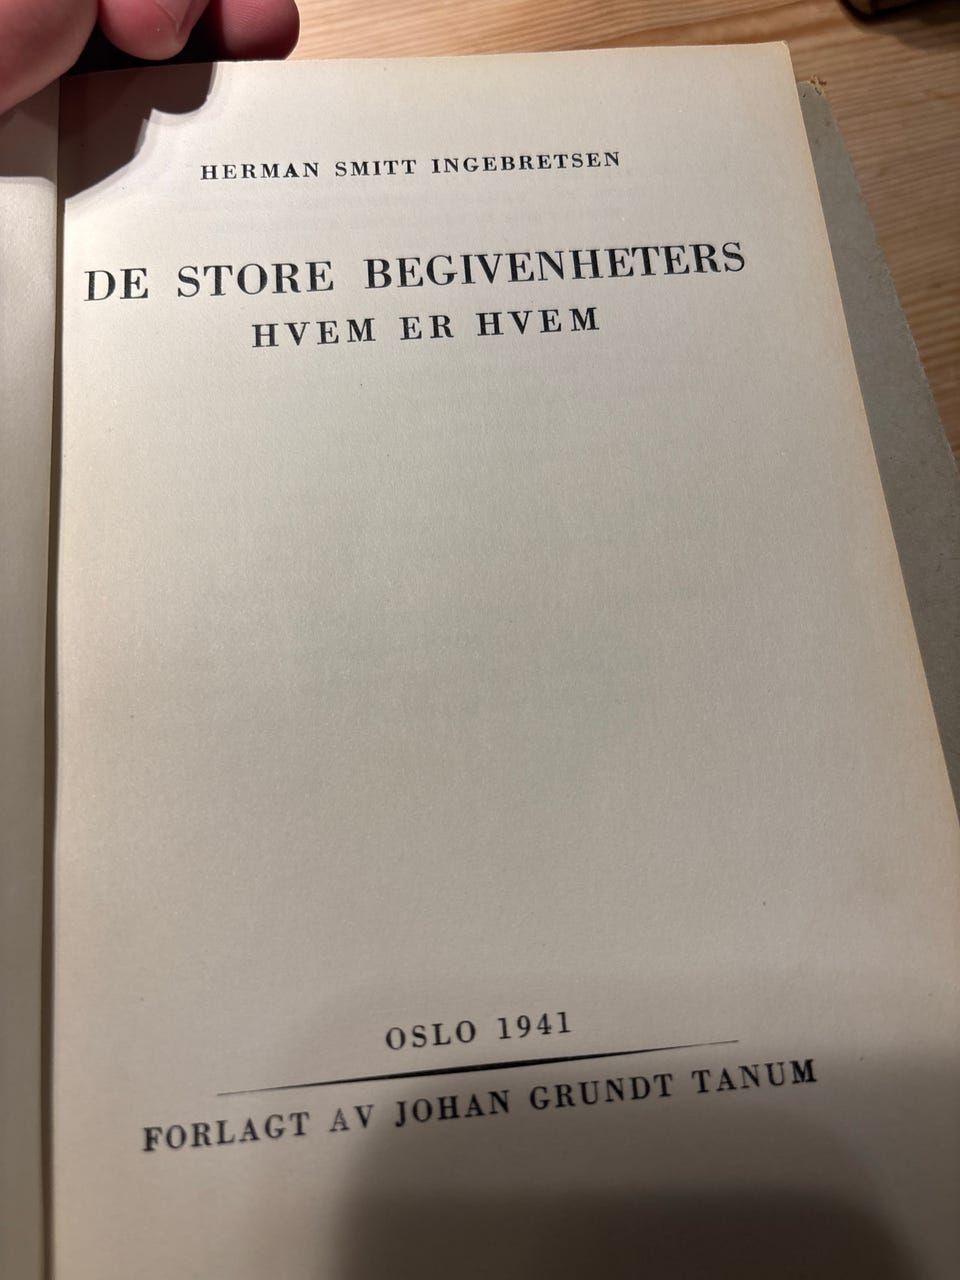 HERMAN SMITT INGEBRETSEN
DE STORE BEGIVENHETERS
HVEM ER HVEM
OSLO 1941
FORLAGT AV JOHAN GRUNDT TANUM